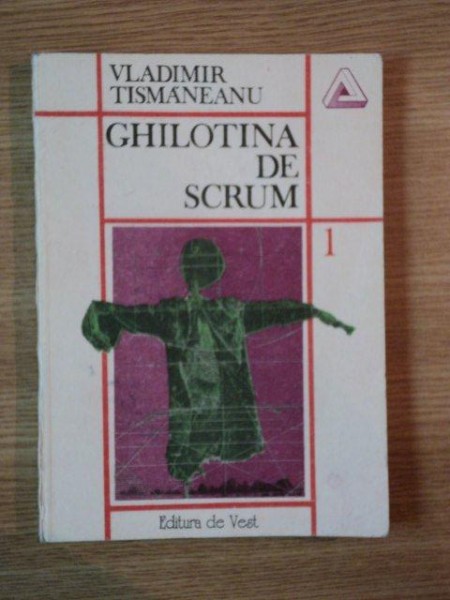 VLADIMIR
TISMĂNEANU
GHILOTINA
DE
SCRUM
1
Editura de Vest